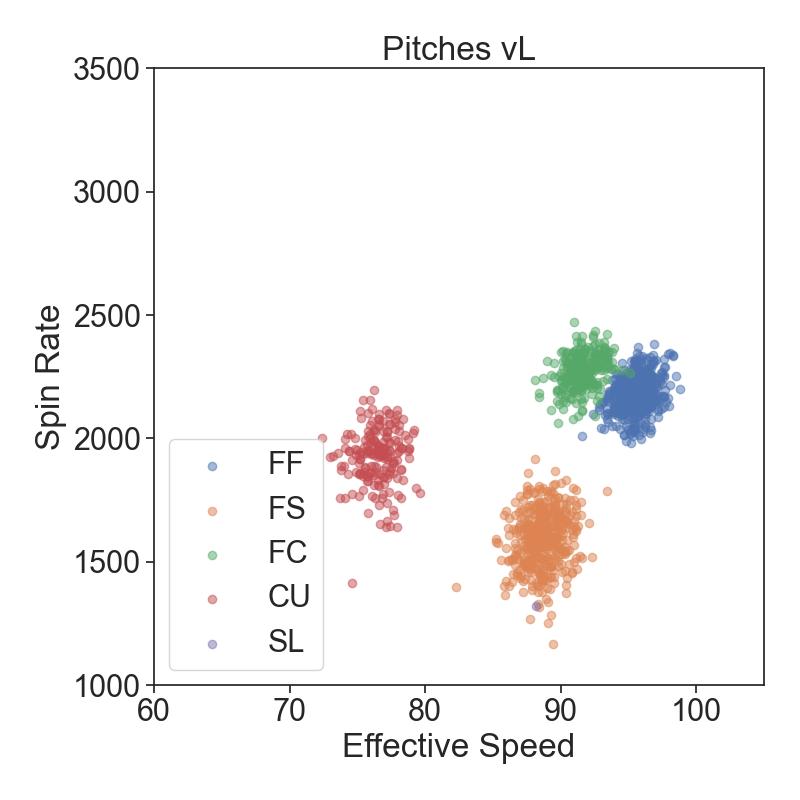 Pitches vL
3500
3000
2500
2000
1500
1000
Spin Rate
FF
FS
FC
CU
SL
60 70 80 90 100
Effective Speed